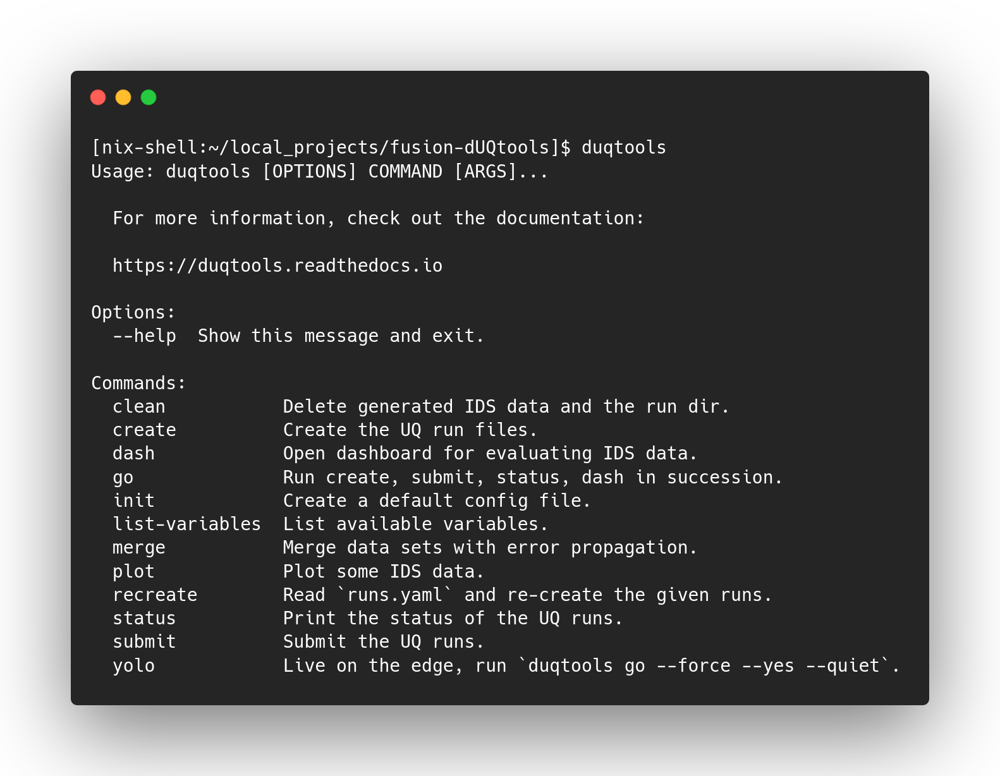 [nix-shell:~/local_projects/fusion-dUQtools]$ duqtools
Usage: duqtools [OPTIONS] COMMAND [ARGS]...

  For more information, check out the documentation:

  https://duqtools.readthedocs.io

Options:
  --help  Show this message and exit.

Commands:
  clean           Delete generated IDS data and the run dir.
  create          Create the UQ run files.
  dash            Open dashboard for evaluating IDS data.
  go              Run create, submit, status, dash in succession.
  init            Create a default config file.
  list-variables  List available variables.
  merge           Merge data sets with error propagation.
  plot            Plot some IDS data.
  recreate        Read `runs.yaml` and re-create the given runs.
  status          Print the status of the UQ runs.
  submit          Submit the UQ runs.
  yolo            Live on the edge, run `duqtools go --force --yes --quiet`.